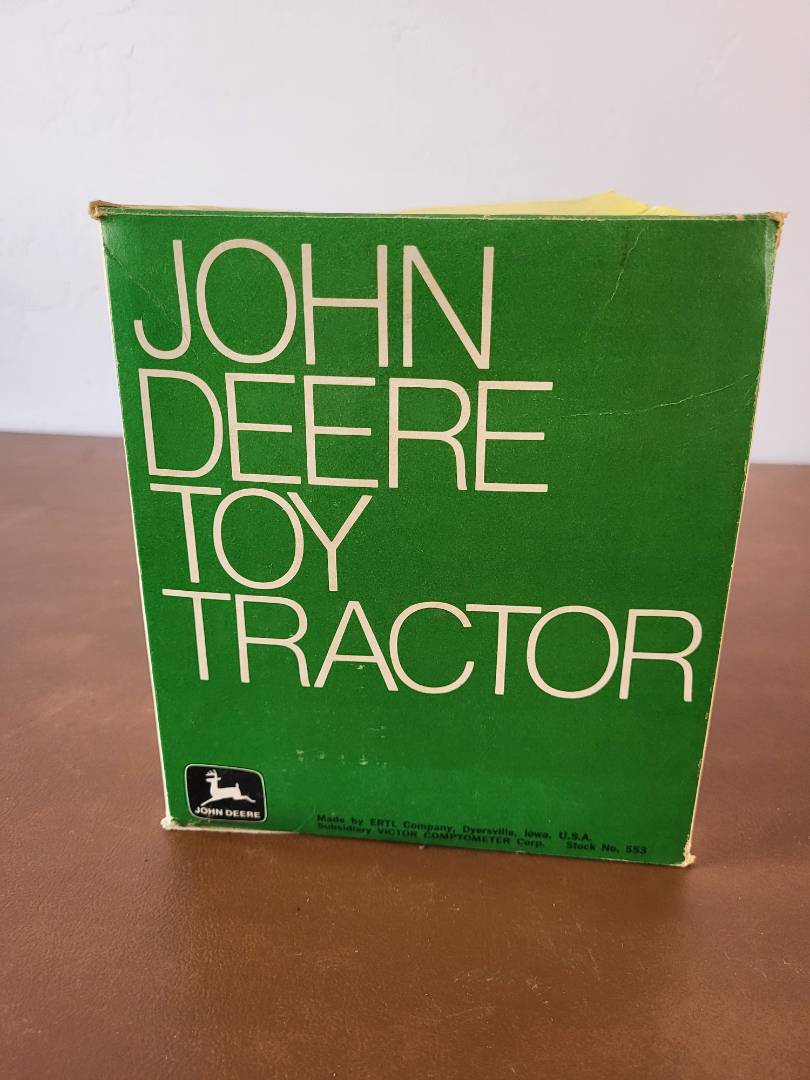 JOHN
DEERE
TOY
TRACTOR
JOHN DEERE
Made by ERTL Company, Dyersville, Iowa, U.S.A.
Subsidiary VICTOR COMPTOMETER Corp. Stock No. 553